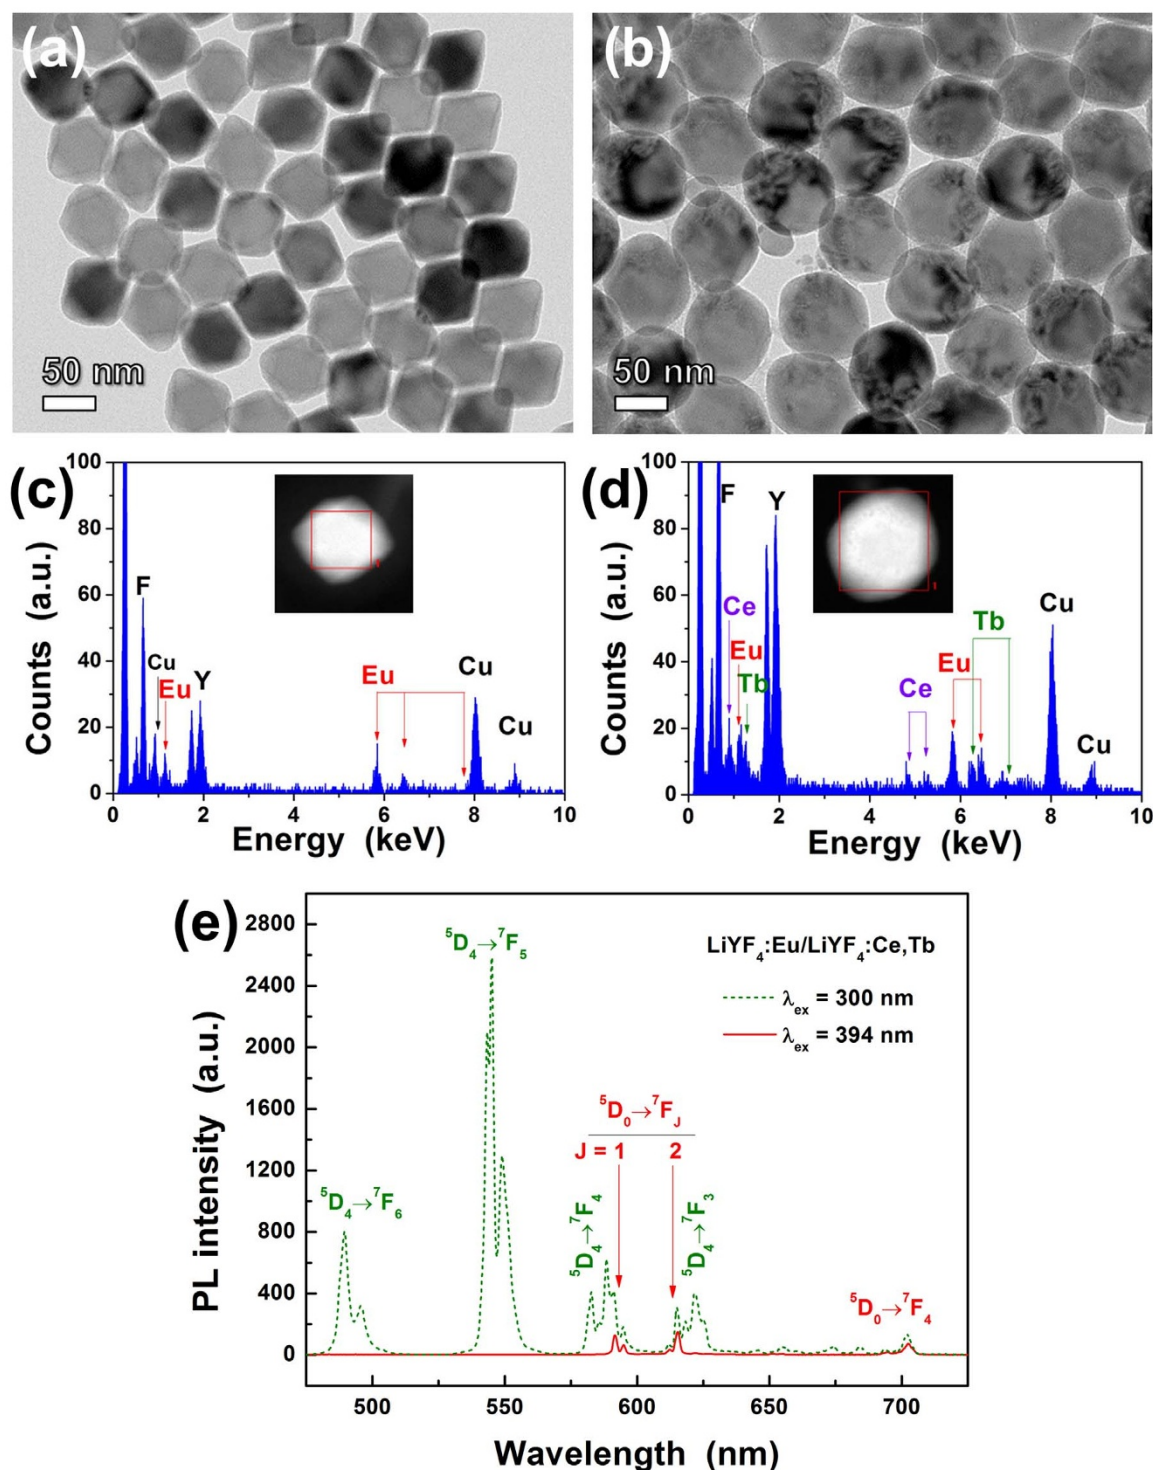 (a)
50 nm
(b)
50 nm
(c)
100
80
60
40
20
0
Counts (a.u.)
F
Cu
Eu
Y
Eu
Cu
Cu
0 2 4 6 8 10
Energy (keV)
(d)
100
80
60
40
20
0
Counts (a.u.)
F
Y
Ce
Eu
Tb
Ce
Eu
Tb
Cu
Cu
0 2 4 6 8 10
Energy (keV)
(e)
2800
2400
2000
1600
1200
800
400
0
PL intensity (a.u.)
⁵D₄→⁷F₅
LiYF₄:Eu/LiYF₄:Ce,Tb
λₑₓ = 300 nm
λₑₓ = 394 nm
⁵D₀→⁷F_J
J = 1 2
⁵D₄→⁷F₆
⁵D₄→⁷F₄
⁵D₄→⁷F₃
⁵D₀→⁷F₄
500 550 600 650 700
Wavelength (nm)